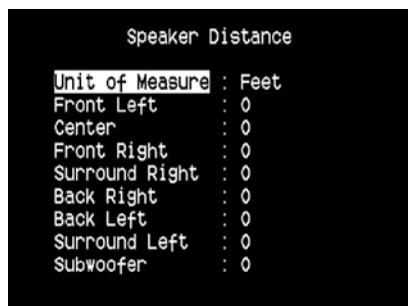 Speaker Distance
Unit of Measure : Feet
Front Left : 0
Center : 0
Front Right : 0
Surround Right : 0
Back Right : 0
Back Left : 0
Surround Left : 0
Subwoofer : 0